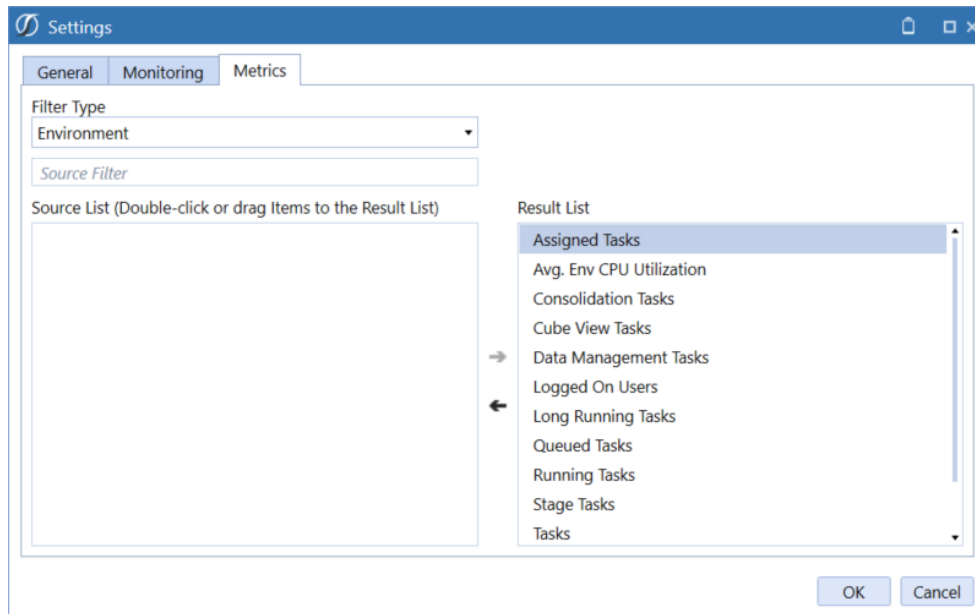 Settings
General Monitoring Metrics
Filter Type
Environment
Source Filter
Source List (Double-click or drag Items to the Result List)
Result List
Assigned Tasks
Avg. Env CPU Utilization
Consolidation Tasks
Cube View Tasks
Data Management Tasks
Logged On Users
Long Running Tasks
Queued Tasks
Running Tasks
Stage Tasks
Tasks
OK Cancel